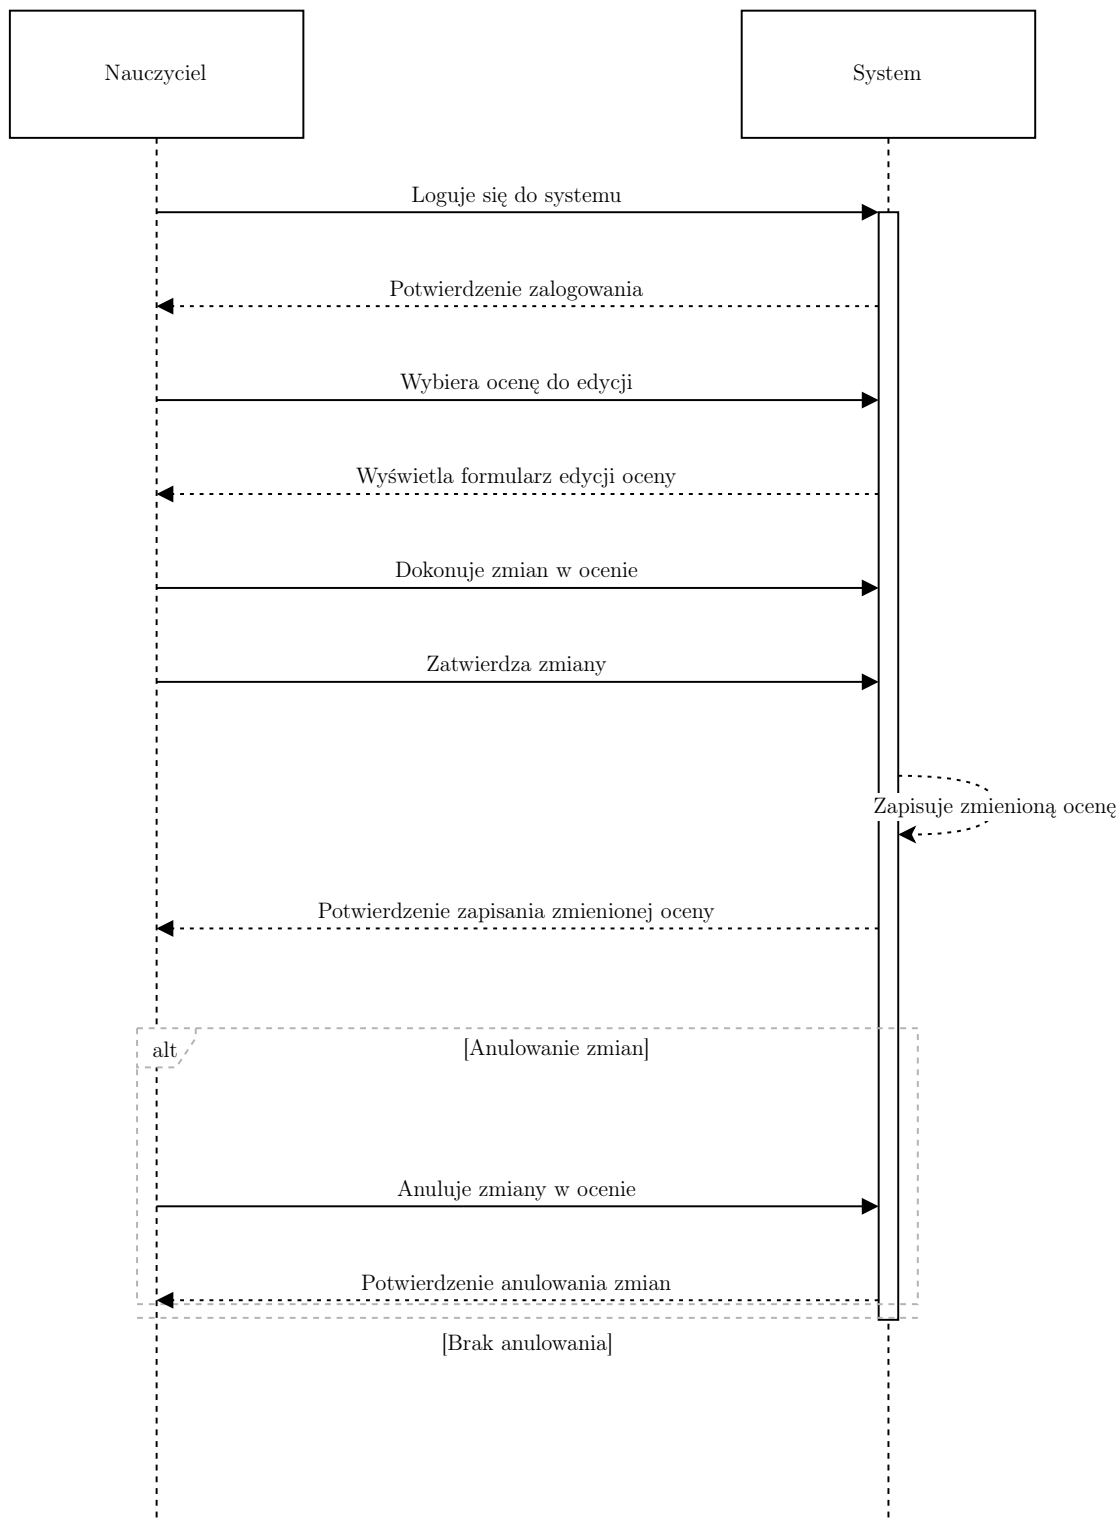 Nauczyciel
System
Loguje się do systemu
Potwierdzenie zalogowania
Wybiera ocenę do edycji
Wyświetla formularz edycji oceny
Dokonuje zmian w ocenie
Zatwierdza zmiany
Zapisuje zmienioną ocenę
Potwierdzenie zapisania zmienionej oceny
alt
[Anulowanie zmian]
Anuluje zmiany w ocenie
Potwierdzenie anulowania zmian
[Brak anulowania]